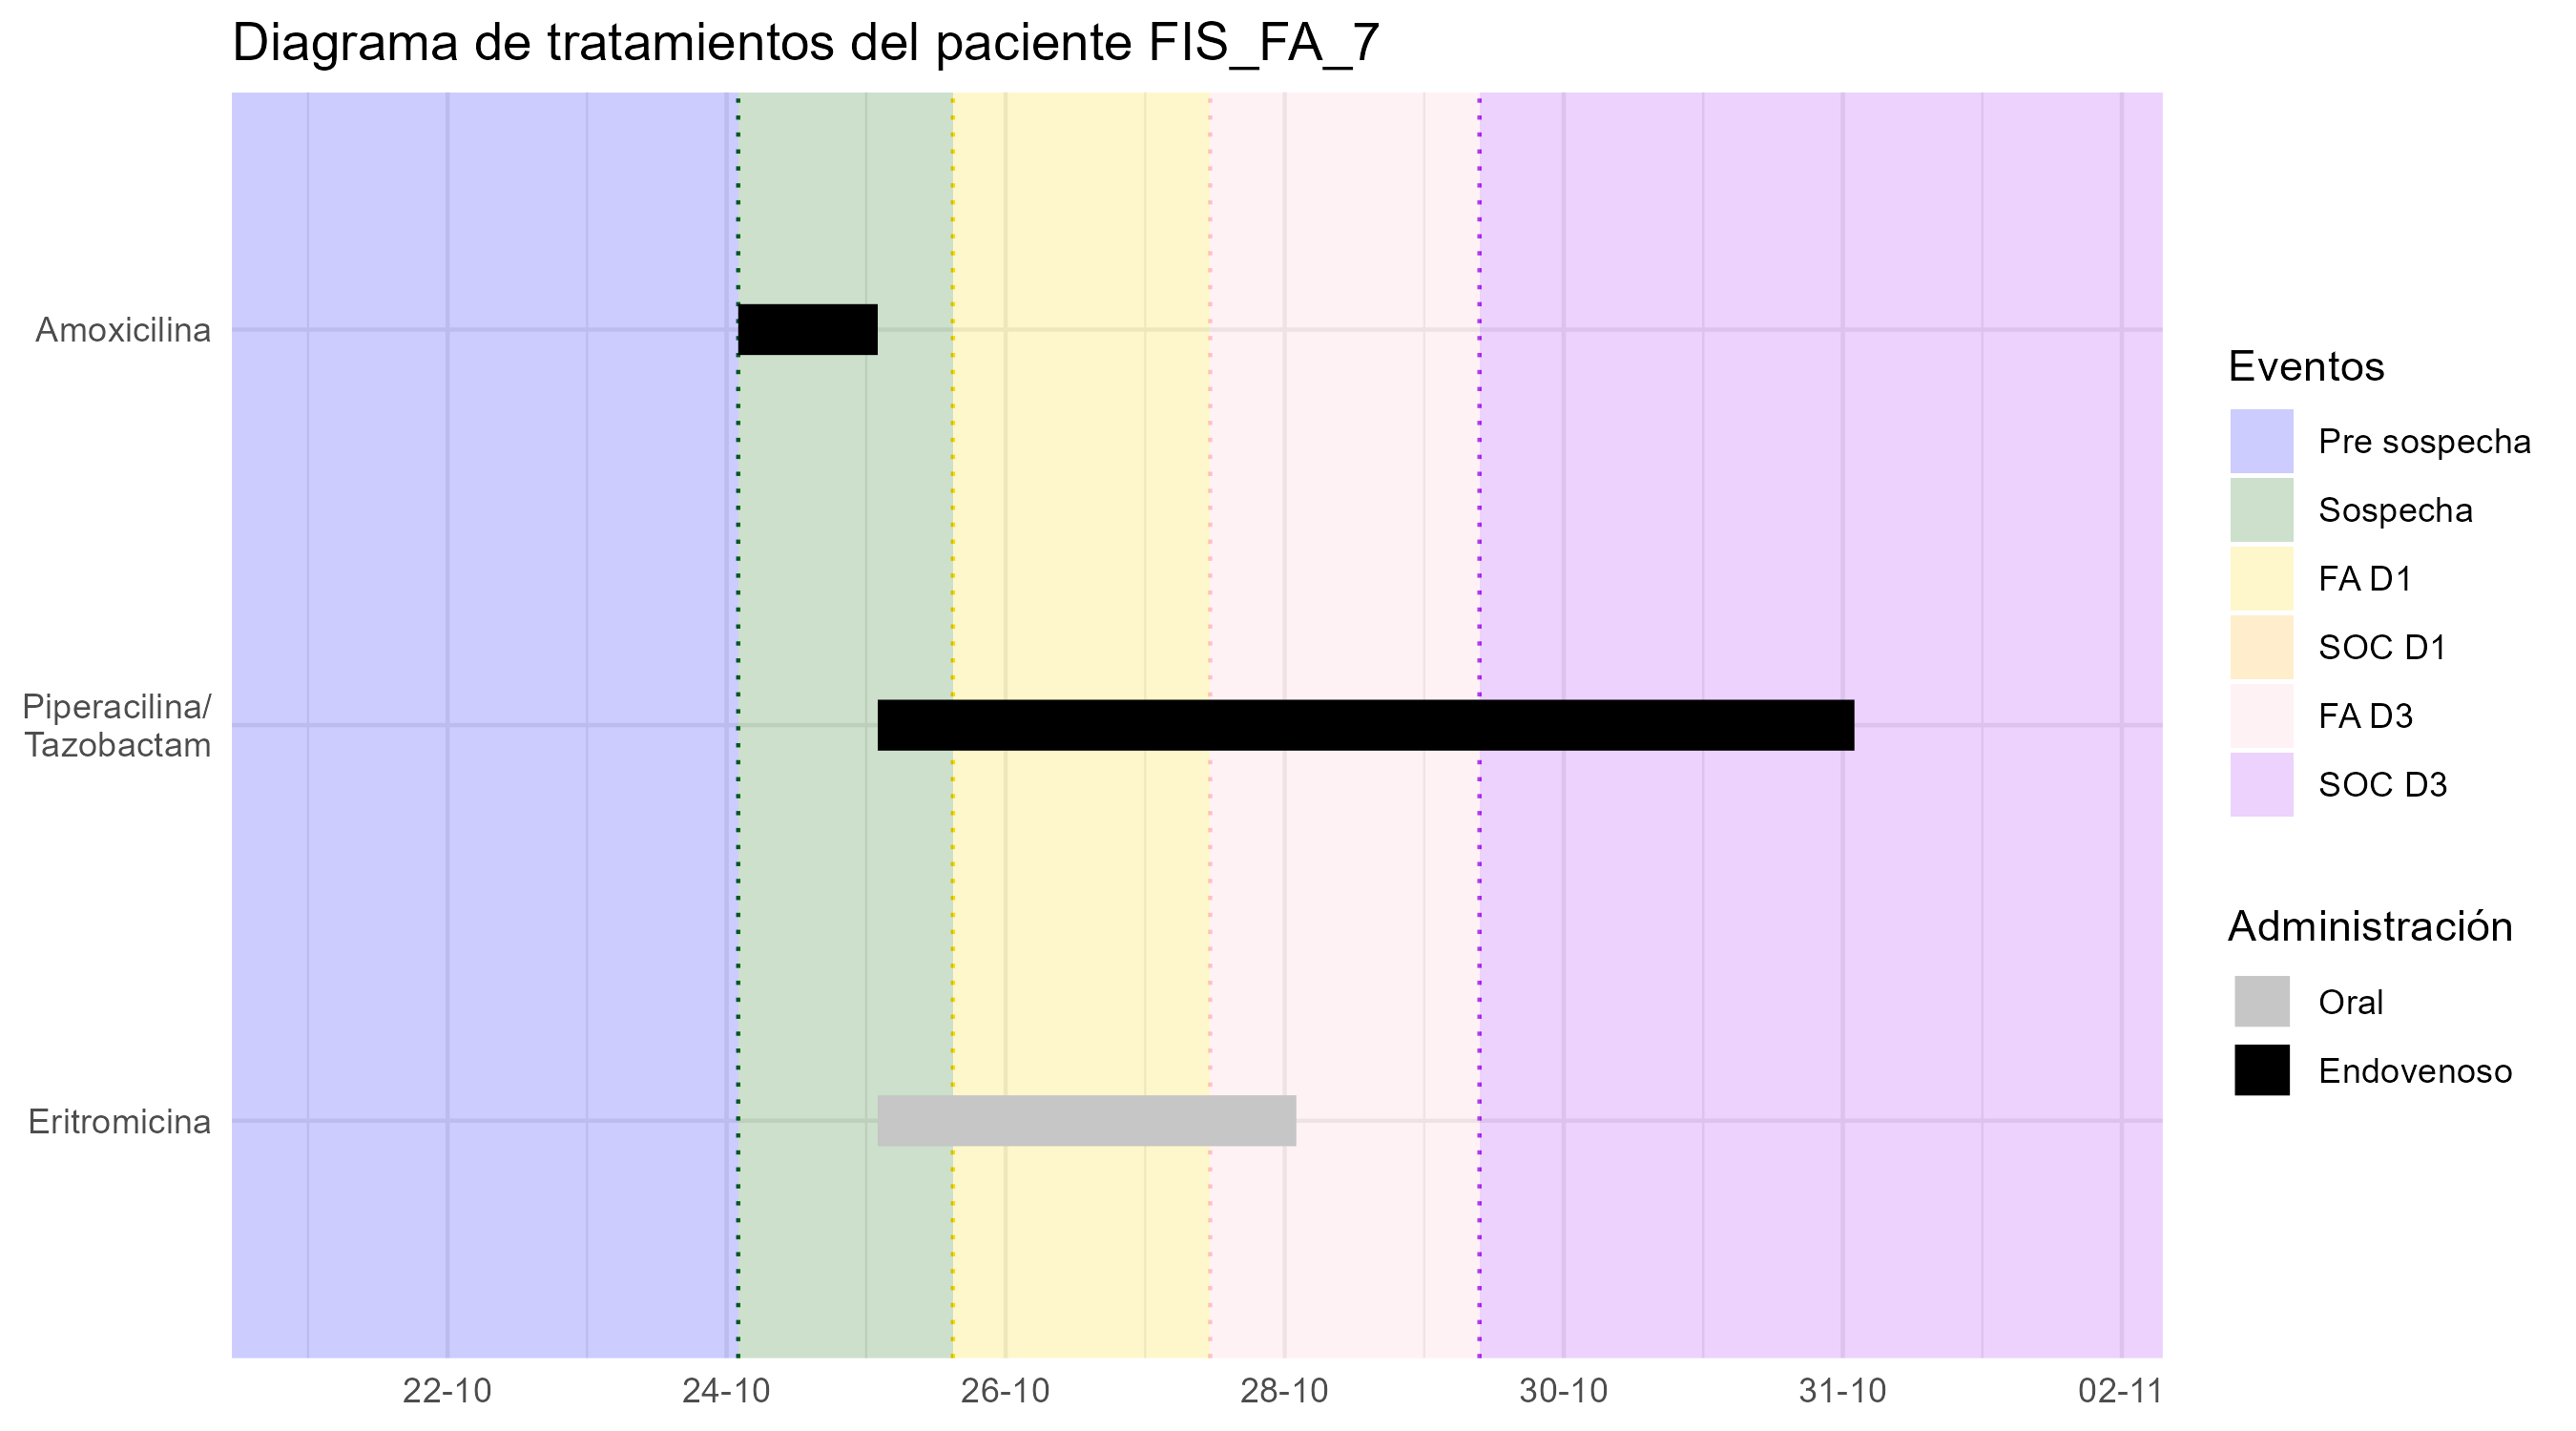 Diagrama de tratamientos del paciente FIS_FA_7
Amoxicilina
Piperacilina/
Tazobactam
Eritromicina
22-10
24-10
26-10
28-10
30-10
31-10
02-11
Eventos
Pre sospecha
Sospecha
FA D1
SOC D1
FA D3
SOC D3
Administración
Oral
Endovenoso